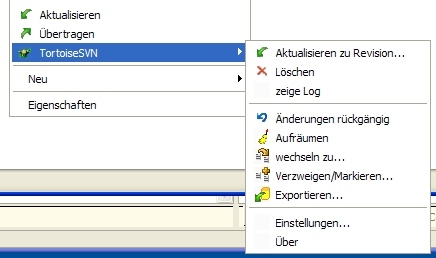 Aktualisieren
Übertragen
TortoiseSVN
Neu
Eigenschaften
Aktualisieren zu Revision...
Löschen
zeige Log
Änderungen rückgängig
Aufräumen
wechseln zu...
Verzweigen/Markieren...
Exportieren...
Einstellungen...
Über